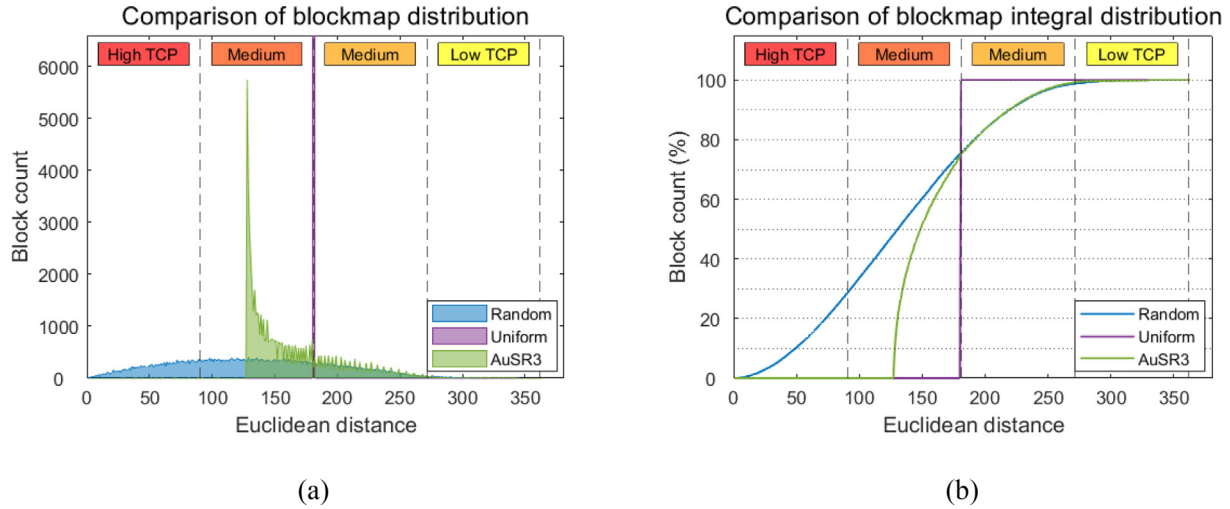 Comparison of blockmap distribution
High TCP
Medium
Medium
Low TCP
6000
5000
4000
3000
2000
1000
0
Block count
Random
Uniform
AuSR3
0 50 100 150 200 250 300 350
Euclidean distance
(a)
Comparison of blockmap integral distribution
High TCP
Medium
Medium
Low TCP
100
80
60
40
20
0
Block count (%)
Random
Uniform
AuSR3
0 50 100 150 200 250 300 350
Euclidean distance
(b)